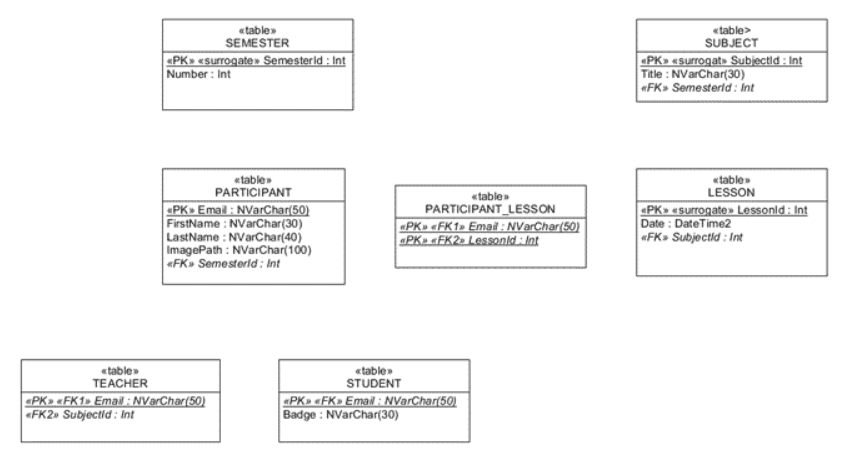 «table»
SEMESTER
«PK» «surrogate» SemesterId : Int
Number : Int
«table>
SUBJECT
«PK» «surrogat» SubjectId : Int
Title : NVarChar(30)
«FK» SemesterId : Int
«table»
PARTICIPANT
«PK» Email : NVarChar(50)
FirstName : NVarChar(30)
LastName : NVarChar(40)
ImagePath : NVarChar(100)
«FK» SemesterId : Int
«table»
PARTICIPANT_LESSON
«PK» «FK1» Email : NVarChar(50)
«PK» «FK2» LessonId : Int
«table»
LESSON
«PK» «surrogate» LessonId : Int
Date : DateTime2
«FK» SubjectId : Int
«table»
TEACHER
«PK» «FK1» Email : NVarChar(50)
«FK2» SubjectId : Int
«table»
STUDENT
«PK» «FK» Email : NVarChar(50)
Badge : NVarChar(30)